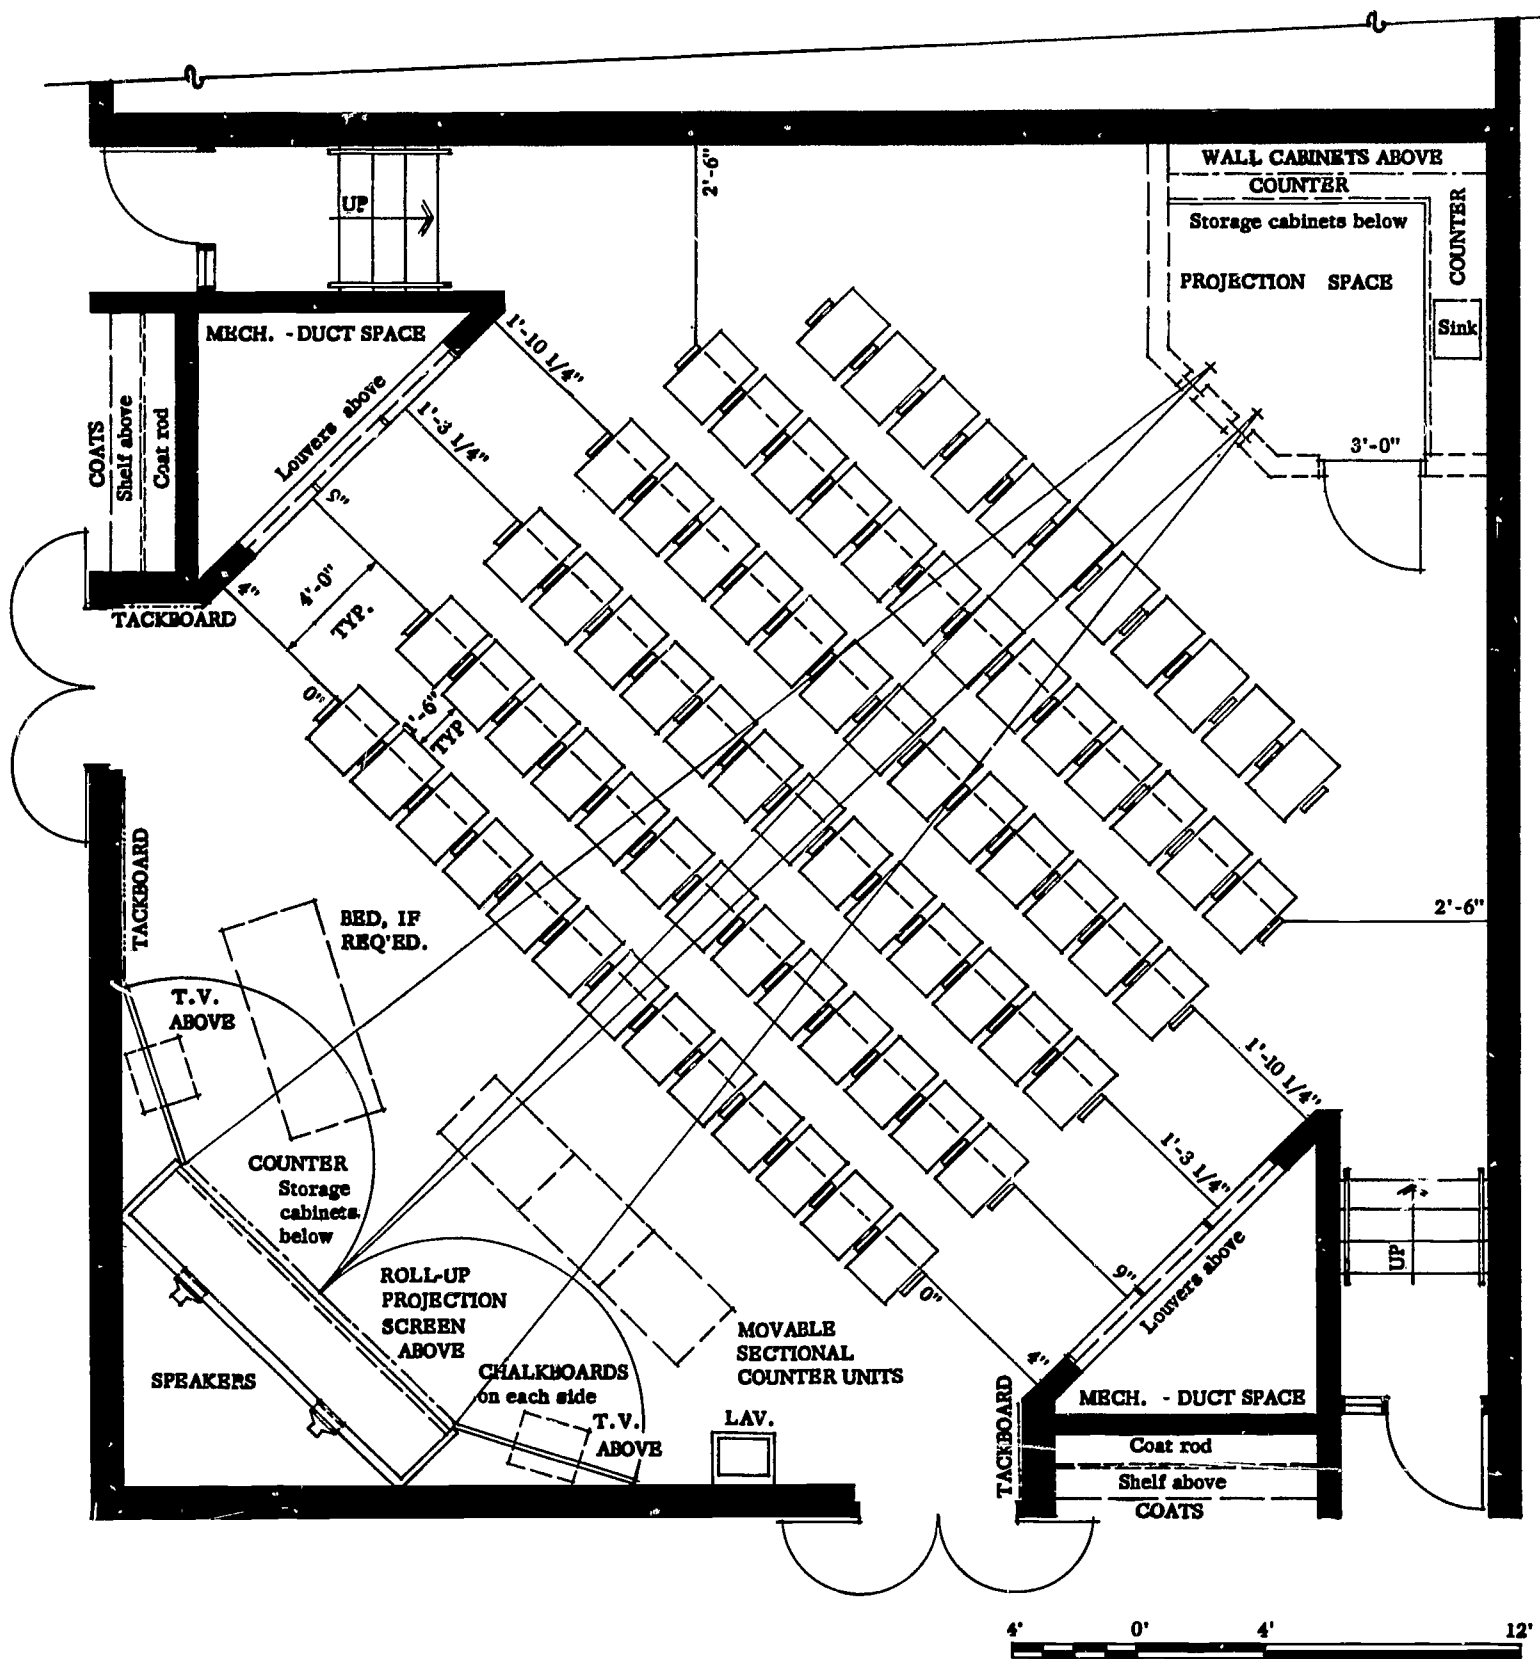 WALL CABINETS ABOVE
COUNTER
Storage cabinets below
COUNTER
PROJECTION SPACE
Sink
3'-0"
2'-6"
UP
MECH. - DUCT SPACE
1'-10 1/4"
Louvers above
1'-3 1/4"
COATS
Shelf above
Coat rod
4"
4'-0"
TYP.
TACKBOARD
0"
TYP
TACKBOARD
BED, IF
REQ'ED.
2'-6"
T.V.
ABOVE
COUNTER
Storage
cabinets
below
ROLL-UP
PROJECTION
SCREEN
ABOVE
SPEAKERS
CHALKBOARDS
on each side
T.V.
ABOVE
MOVABLE
SECTIONAL
COUNTER UNITS
LAV.
1'-10 1/4"
1'-3 1/4"
9"
0"
4"
Louvers above
UP
MECH. - DUCT SPACE
TACKBOARD
Coat rod
Shelf above
COATS
4' 0' 4' 12'